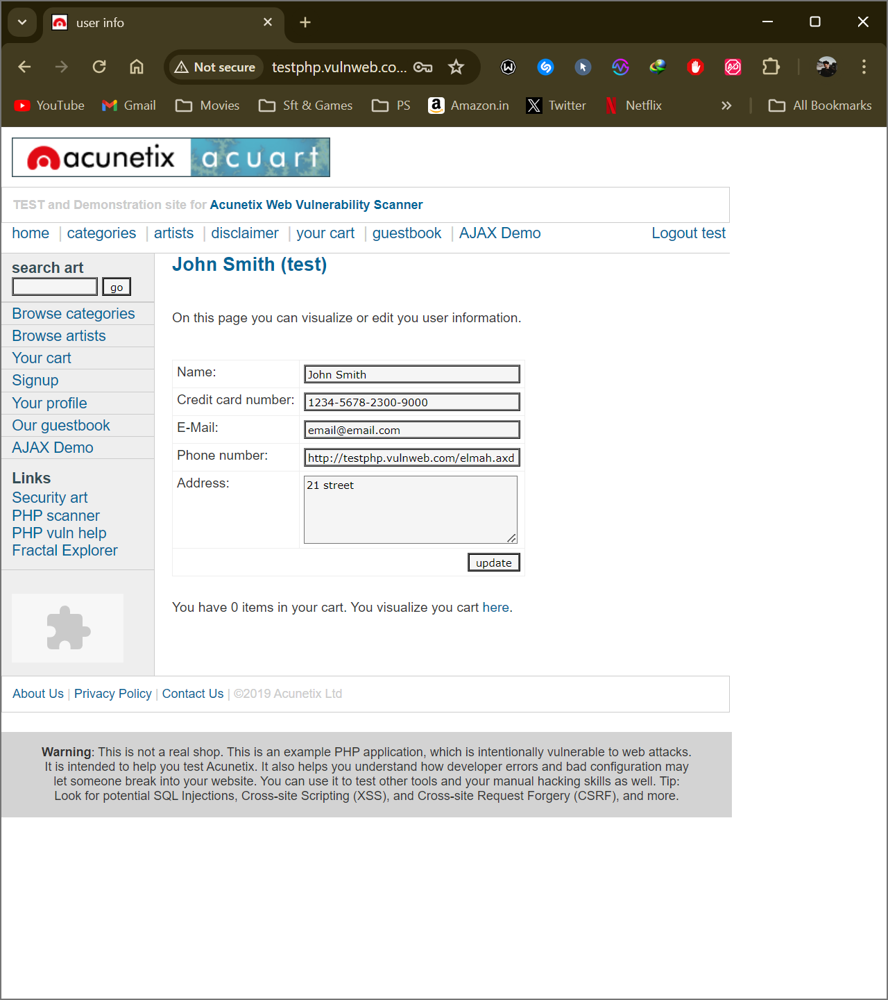 user info
Not secure
testphp.vulnweb.co...
YouTube
Gmail
Movies
Sft & Games
PS
Amazon.in
Twitter
Netflix
All Bookmarks
acunetix acuart
TEST and Demonstration site for Acunetix Web Vulnerability Scanner
home | categories | artists | disclaimer | your cart | guestbook | AJAX Demo
Logout test
search art
go
Browse categories
Browse artists
Your cart
Signup
Your profile
Our guestbook
AJAX Demo
Links
Security art
PHP scanner
PHP vuln help
Fractal Explorer
John Smith (test)
On this page you can visualize or edit you user information.
Name: John Smith
Credit card number: 1234-5678-2300-9000
E-Mail: email@email.com
Phone number: http://testphp.vulnweb.com/elmah.axd
Address: 21 street
update
You have 0 items in your cart. You visualize you cart here.
About Us | Privacy Policy | Contact Us | ©2019 Acunetix Ltd
Warning: This is not a real shop. This is an example PHP application, which is intentionally vulnerable to web attacks.
It is intended to help you test Acunetix. It also helps you understand how developer errors and bad configuration may
let someone break into your website. You can use it to test other tools and your manual hacking skills as well. Tip:
Look for potential SQL Injections, Cross-site Scripting (XSS), and Cross-site Request Forgery (CSRF), and more.